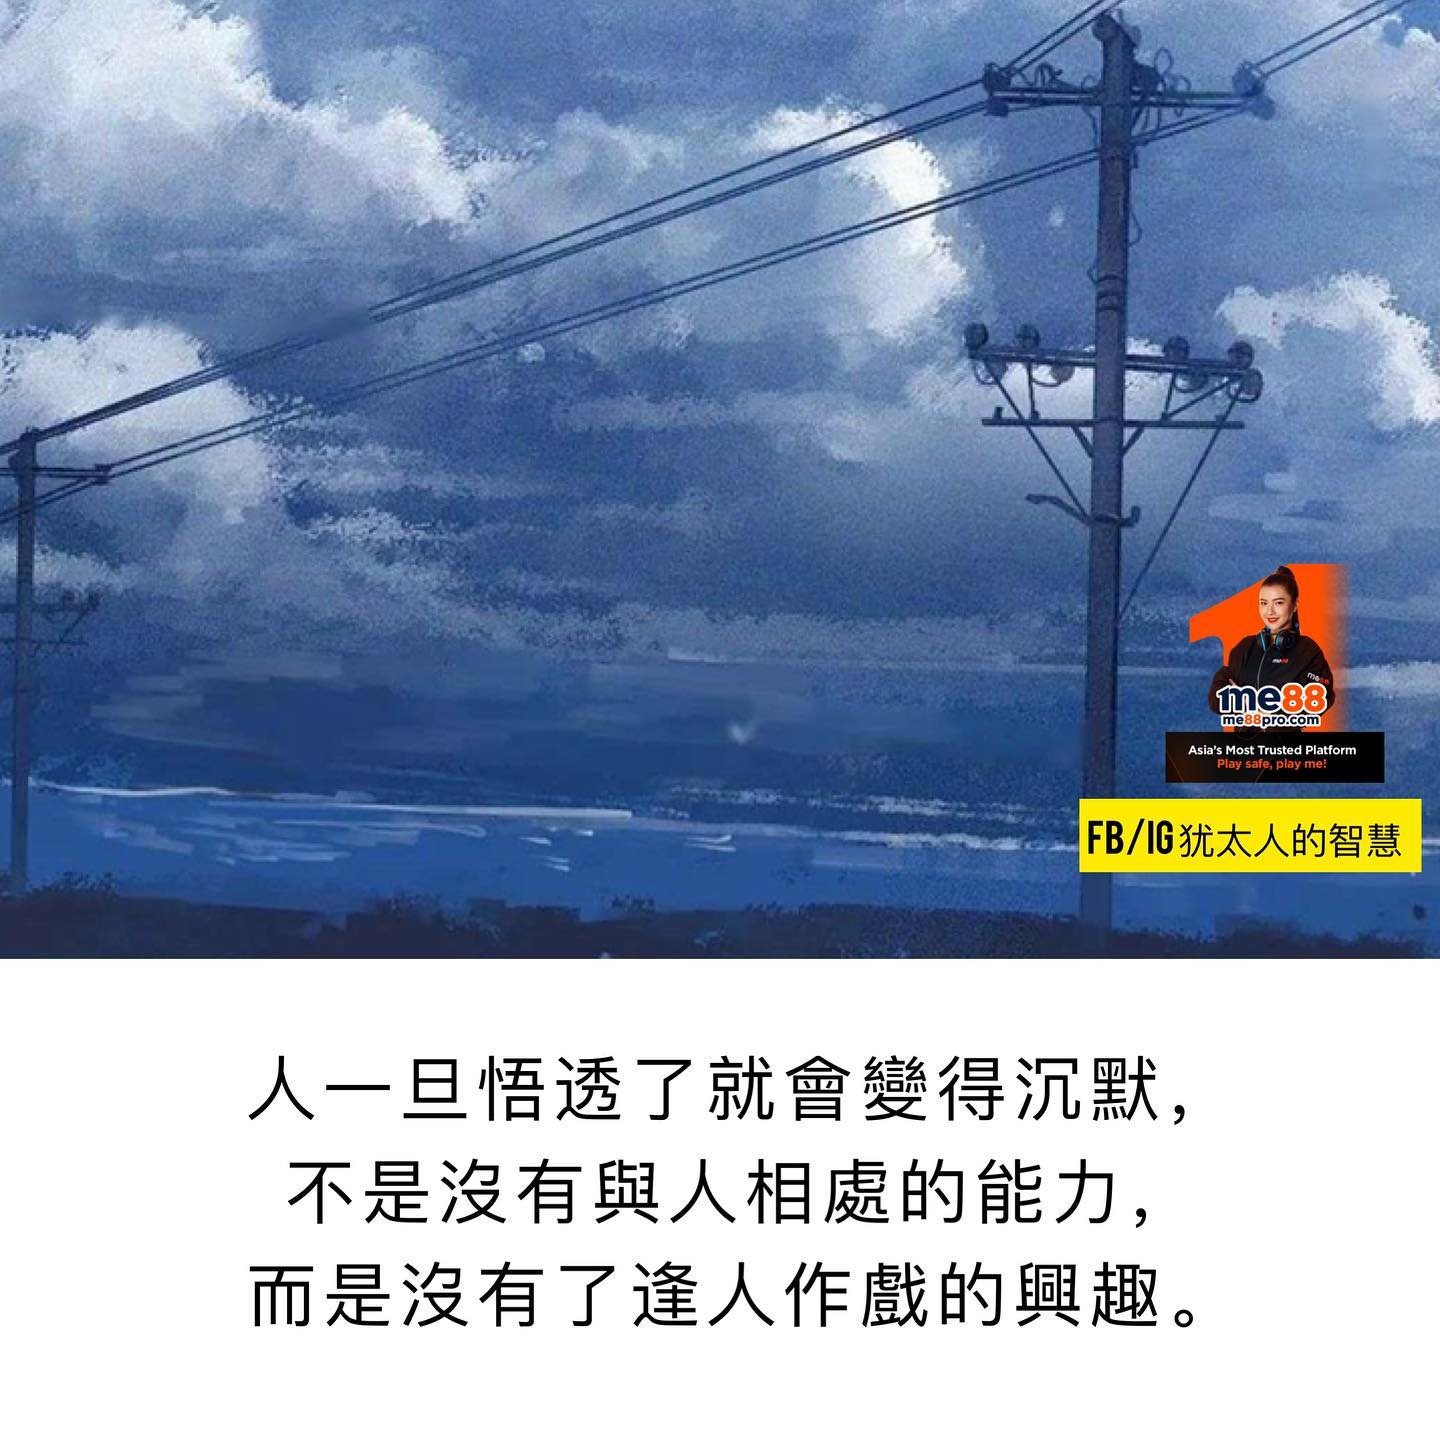 me88
me88
me88
me88pro.com
Asia's Most Trusted Platform
Play safe, play me!
FB/IG犹太人的智慧
人一旦悟透了就會變得沉默，
不是沒有與人相處的能力，
而是沒有了逢人作戲的興趣。